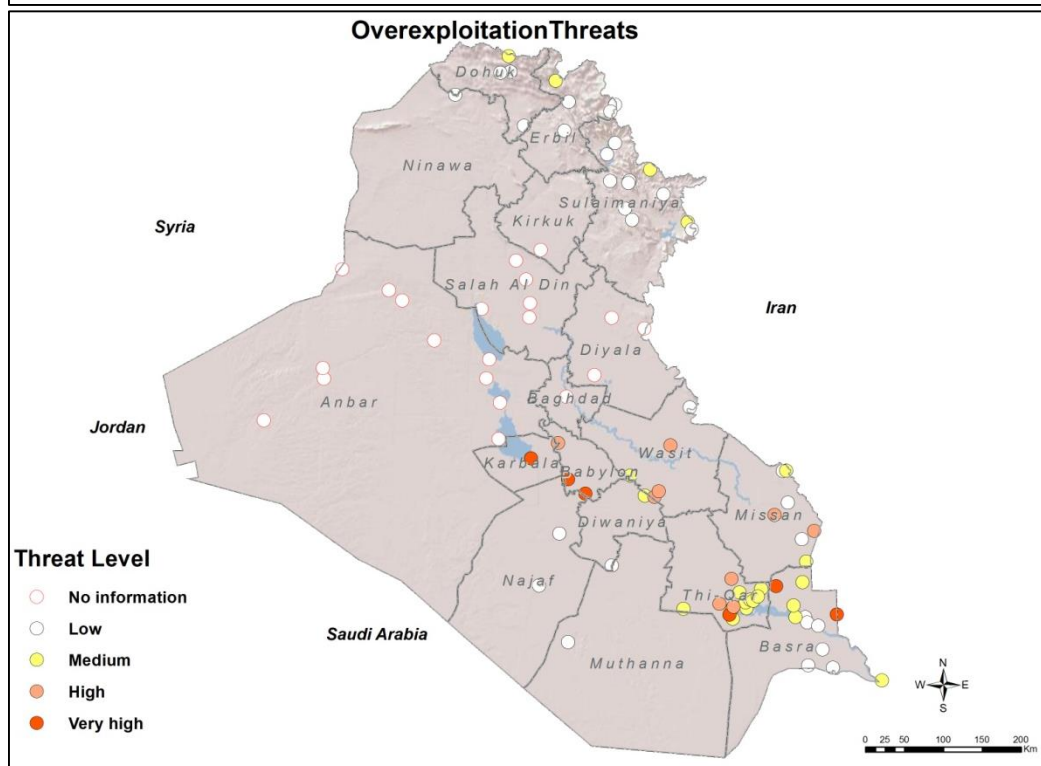 OverexploitationThreats
Dohuk
Erbil
Ninawa
Sulaimaniya
Kirkuk
Syria
Salah Al Din
Iran
Diyala
Anbar
Baghdad
Jordan
Wasit
Karbala
Babylon
Missan
Diwaniya
Threat Level
Najaf
No information
Thi-Qar
Low
Saudi Arabia
Basra
Medium
Muthanna
High
Very high
N
W E
S
0 25 50 100 150 200
Km